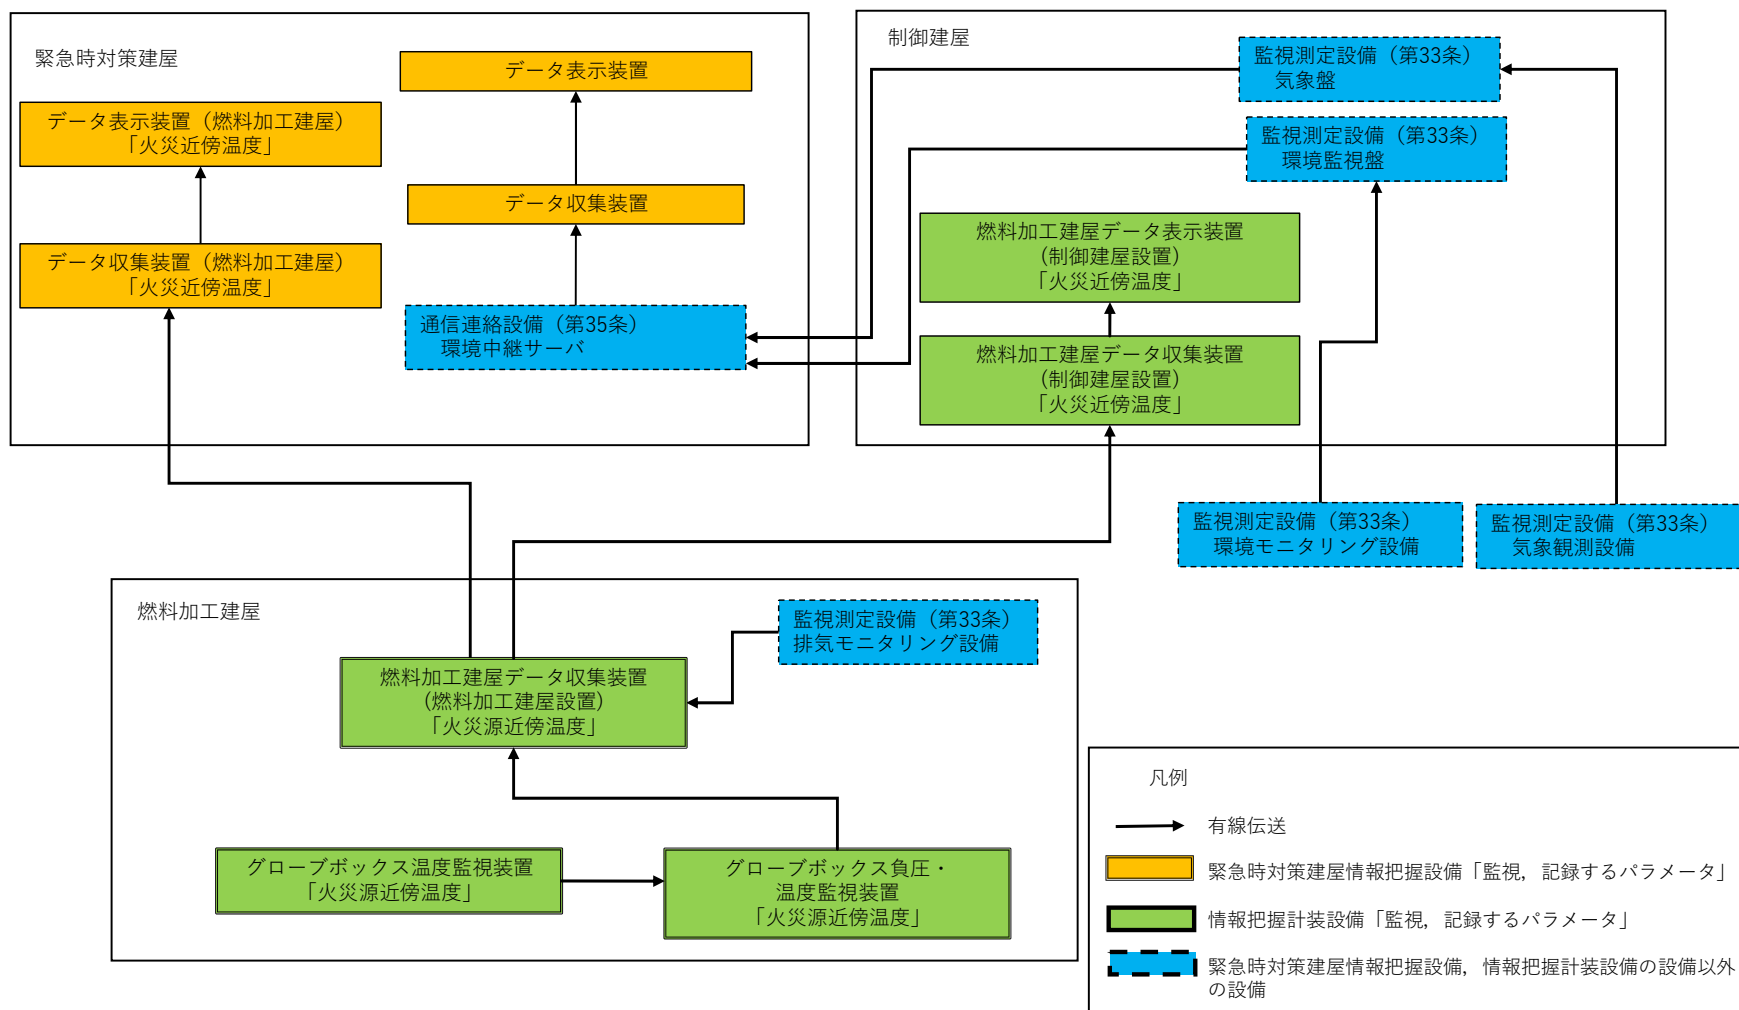 緊急時対策建屋
データ表示装置
データ表示装置（燃料加工建屋）
「火災近傍温度」
データ収集装置
データ収集装置（燃料加工建屋）
「火災近傍温度」
通信連絡設備（第35条）
環境中継サーバ
制御建屋
監視測定設備（第33条）
気象盤
監視測定設備（第33条）
環境監視盤
燃料加工建屋データ表示装置
(制御建屋設置)
「火災近傍温度」
燃料加工建屋データ収集装置
(制御建屋設置)
「火災近傍温度」
監視測定設備（第33条）
環境モニタリング設備
監視測定設備（第33条）
気象観測設備
燃料加工建屋
監視測定設備（第33条）
排気モニタリング設備
燃料加工建屋データ収集装置
(燃料加工建屋設置)
「火災源近傍温度」
グローブボックス温度監視装置
「火災源近傍温度」
グローブボックス負圧・
温度監視装置
「火災源近傍温度」
凡例
有線伝送
緊急時対策建屋情報把握設備「監視，記録するパラメータ」
情報把握計装設備「監視，記録するパラメータ」
緊急時対策建屋情報把握設備，情報把握計装設備の設備以外
の設備